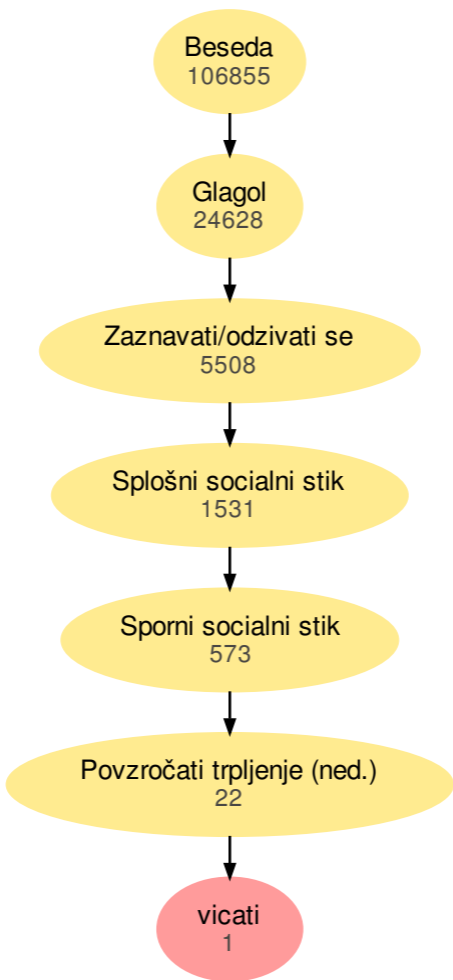 Beseda
106855
Glagol
24628
Zaznavati/odzivati se
5508
Splošni socialni stik
1531
Sporni socialni stik
573
Povzročati trpljenje (ned.)
22
vicati
1